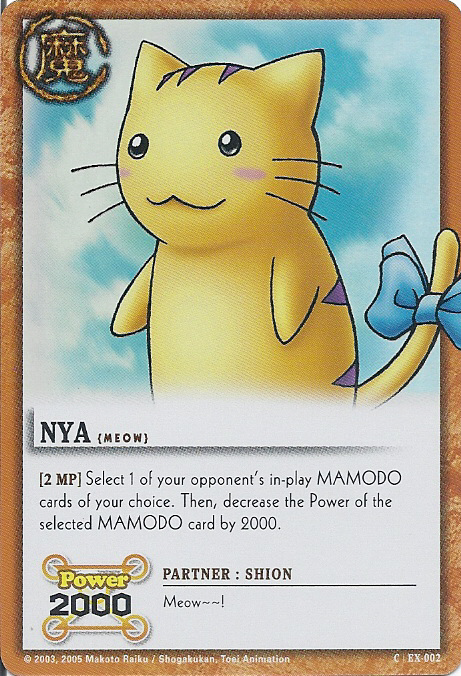 魔
NYA {MEOW}
[2 MP] Select 1 of your opponent's in-play MAMODO
cards of your choice. Then, decrease the Power of the
selected MAMODO card by 2000.
Power
2000
PARTNER : SHION
Meow~~!
© 2003, 2005 Makoto Raiku / Shogakukan, Toei Animation
C | EX-002